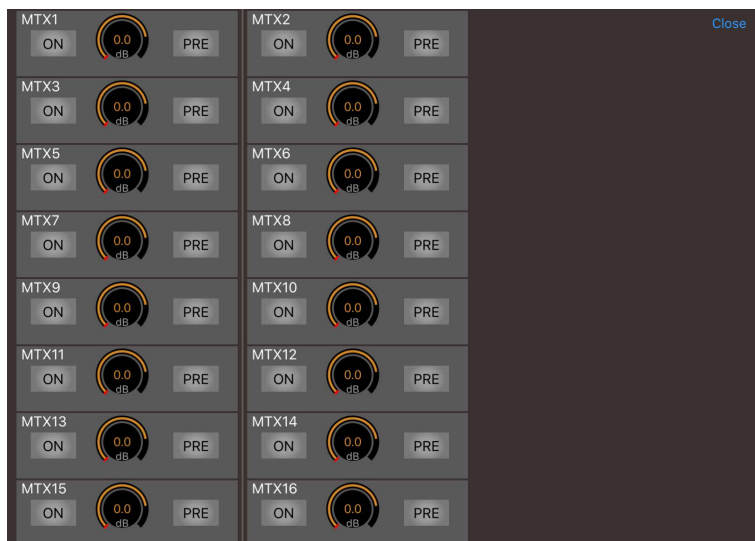 MTX1 MTX2 Close
ON 0.0 dB PRE ON 0.0 dB PRE
MTX3 MTX4
ON 0.0 dB PRE ON 0.0 dB PRE
MTX5 MTX6
ON 0.0 dB PRE ON 0.0 dB PRE
MTX7 MTX8
ON 0.0 dB PRE ON 0.0 dB PRE
MTX9 MTX10
ON 0.0 dB PRE ON 0.0 dB PRE
MTX11 MTX12
ON 0.0 dB PRE ON 0.0 dB PRE
MTX13 MTX14
ON 0.0 dB PRE ON 0.0 dB PRE
MTX15 MTX16
ON 0.0 dB PRE ON 0.0 dB PRE